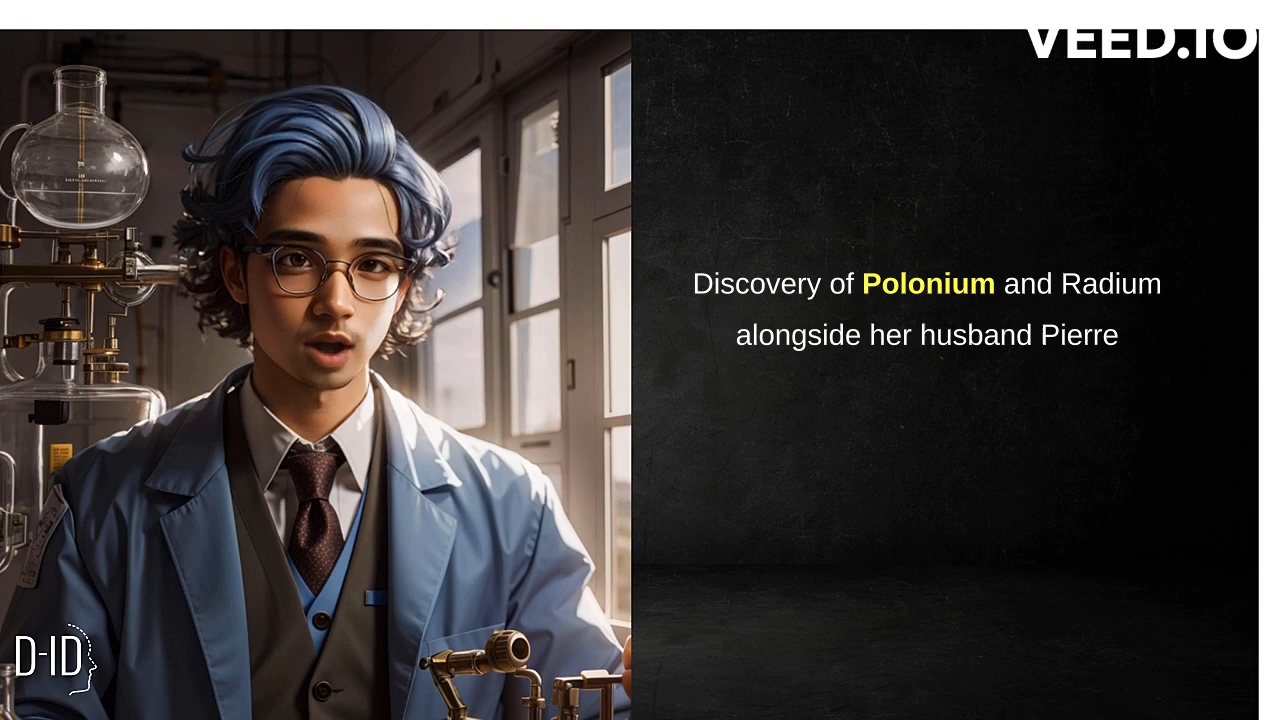 VEED.IO
Discovery of Polonium and Radium
alongside her husband Pierre
D-ID